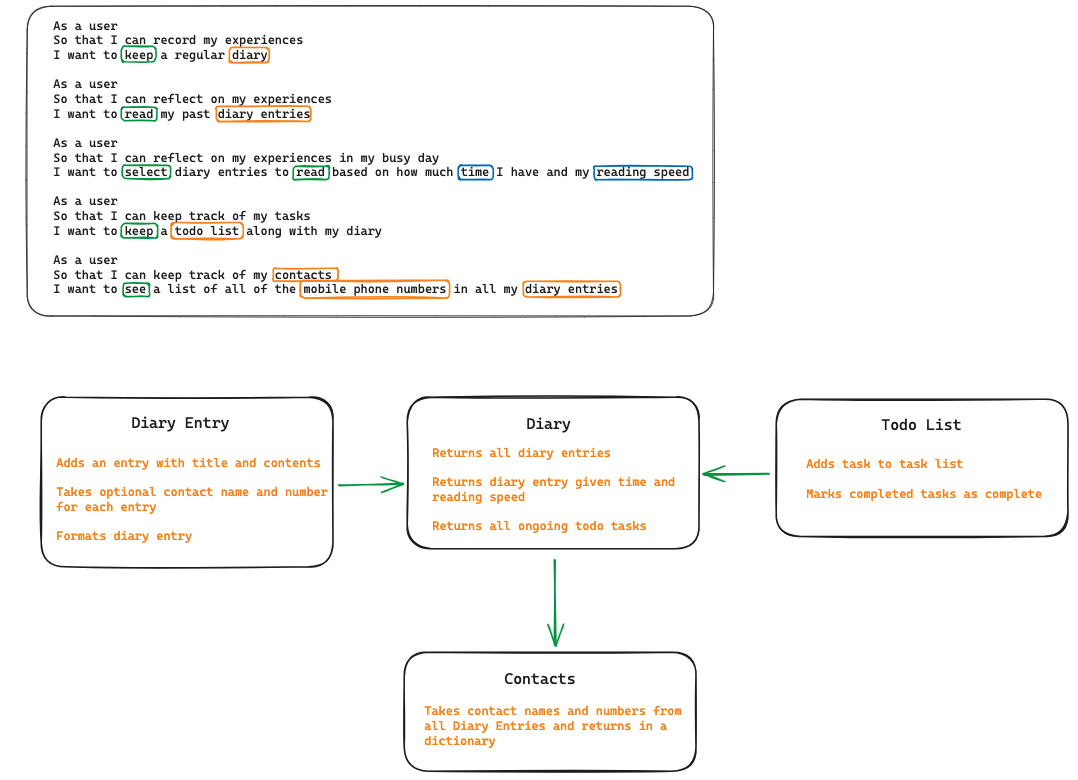 As a user
So that I can record my experiences
I want to keep a regular diary
As a user
So that I can reflect on my experiences
I want to read my past diary entries
As a user
So that I can reflect on my experiences in my busy day
I want to select diary entries to read based on how much time I have and my reading speed
As a user
So that I can keep track of my tasks
I want to keep a todo list along with my diary
As a user
So that I can keep track of my contacts
I want to see a list of all of the mobile phone numbers in all my diary entries
Diary Entry
Adds an entry with title and contents
Takes optional contact name and number
for each entry
Formats diary entry
Diary
Returns all diary entries
Returns diary entry given time and
reading speed
Returns all ongoing todo tasks
Todo List
Adds task to task list
Marks completed tasks as complete
Contacts
Takes contact names and numbers from
all Diary Entries and returns in a
dictionary